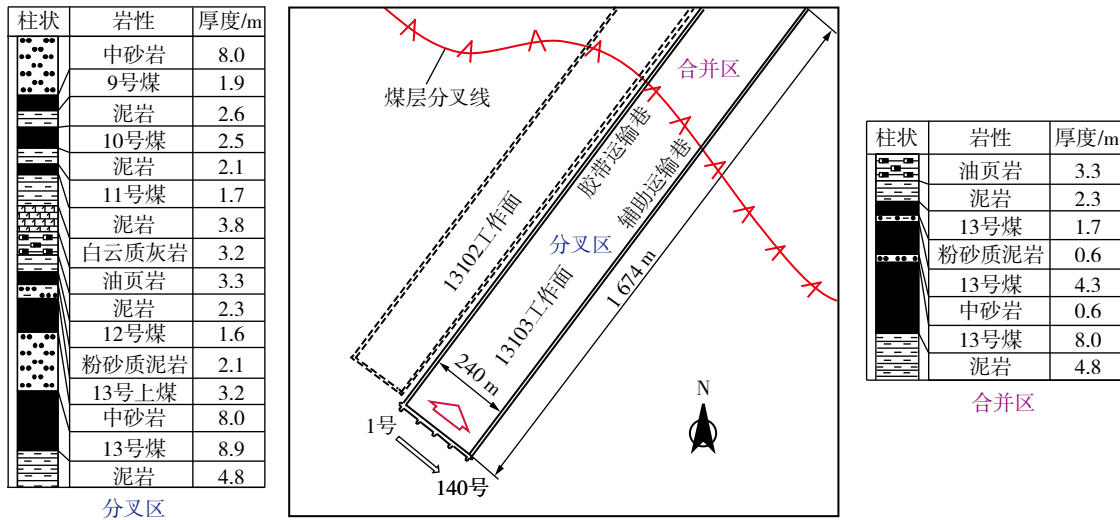 柱状 岩性 厚度/m
中砂岩 8.0
9号煤 1.9
泥岩 2.6
10号煤 2.5
泥岩 2.1
11号煤 1.7
泥岩 3.8
白云质灰岩 3.2
油页岩 3.3
泥岩 2.3
12号煤 1.6
粉砂质泥岩 2.1
13号上煤 3.2
中砂岩 8.0
13号煤 8.9
泥岩 4.8
分叉区
煤层分叉线
合并区
胶带运输巷
辅助运输巷
13102工作面
分叉区
13103工作面
1 674 m
240 m
1号
140号
N
柱状 岩性 厚度/m
油页岩 3.3
泥岩 2.3
13号煤 1.7
粉砂质泥岩 0.6
13号煤 4.3
中砂岩 0.6
13号煤 8.0
泥岩 4.8
合并区